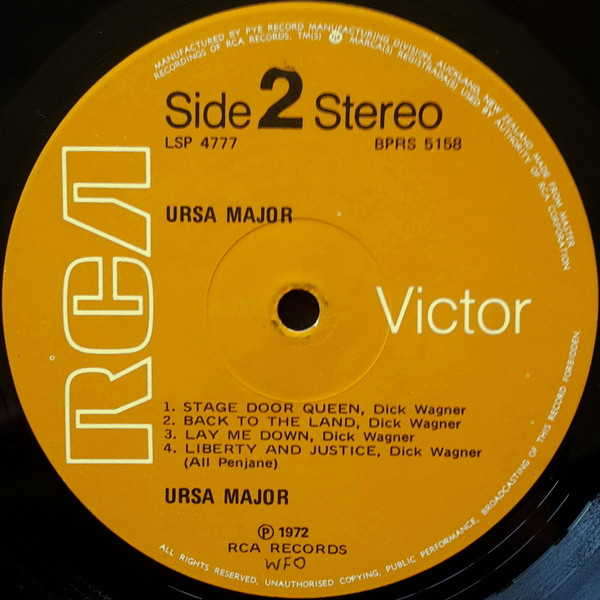 MANUFACTURED BY PYE RECORD MANUFACTURING DIVISION, AUCKLAND, NEW ZEALAND MADE FROM MASTER
RECORDINGS OF RCA RECORDS. TM(S) MARCA(S) REGISTRADA(S) USED BY AUTHORITY OF RCA CORPORATION
Side 2 Stereo
LSP 4777 BPRS 5158
URSA MAJOR
RCA
Victor
1. STAGE DOOR QUEEN, Dick Wagner
2. BACK TO THE LAND, Dick Wagner
3. LAY ME DOWN, Dick Wagner
4. LIBERTY AND JUSTICE, Dick Wagner
(All Penjane)
URSA MAJOR
℗ 1972
RCA RECORDS
WFO
ALL RIGHTS RESERVED, UNAUTHORISED COPYING, PUBLIC PERFORMANCE, BROADCASTING OF THIS RECORD FORBIDDEN.